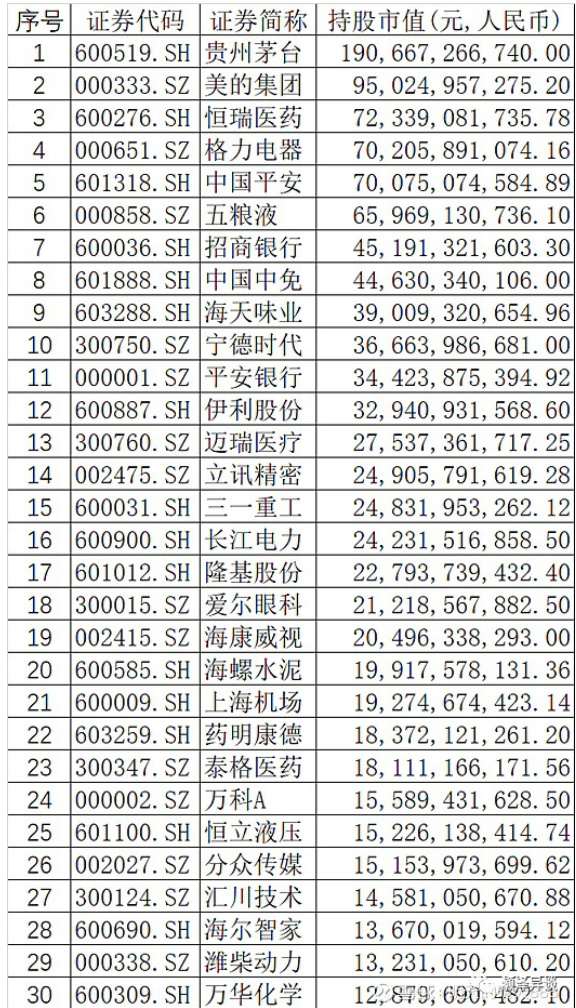 序号 证券代码 证券简称 持股市值(元,人民币)
1 600519.SH 贵州茅台 190,667,266,740.00
2 000333.SZ 美的集团 95,024,957,275.20
3 600276.SH 恒瑞医药 72,339,081,735.78
4 000651.SZ 格力电器 70,205,891,074.16
5 601318.SH 中国平安 70,075,074,584.89
6 000858.SZ 五粮液 65,969,130,736.10
7 600036.SH 招商银行 45,191,321,603.30
8 601888.SH 中国中免 44,630,340,106.00
9 603288.SH 海天味业 39,009,320,654.96
10 300750.SZ 宁德时代 36,663,986,681.00
11 000001.SZ 平安银行 34,423,875,394.92
12 600887.SH 伊利股份 32,940,931,568.60
13 300760.SZ 迈瑞医疗 27,537,361,717.25
14 002475.SZ 立讯精密 24,905,791,619.28
15 600031.SH 三一重工 24,831,953,262.12
16 600900.SH 长江电力 24,231,516,858.50
17 601012.SH 隆基股份 22,793,739,432.40
18 300015.SZ 爱尔眼科 21,218,567,882.50
19 002415.SZ 海康威视 20,496,338,293.00
20 600585.SH 海螺水泥 19,917,578,131.36
21 600009.SH 上海机场 19,274,674,423.14
22 603259.SH 药明康德 18,372,121,261.20
23 300347.SZ 泰格医药 18,111,166,171.56
24 000002.SZ 万科A 15,589,431,628.50
25 601100.SH 恒立液压 15,226,138,414.74
26 002027.SZ 分众传媒 15,153,973,699.62
27 300124.SZ 汇川技术 14,581,050,670.88
28 600690.SH 海尔智家 13,670,019,594.12
29 000338.SZ 潍柴动力 13,231,050,610.20
30 600309.SH 万华化学